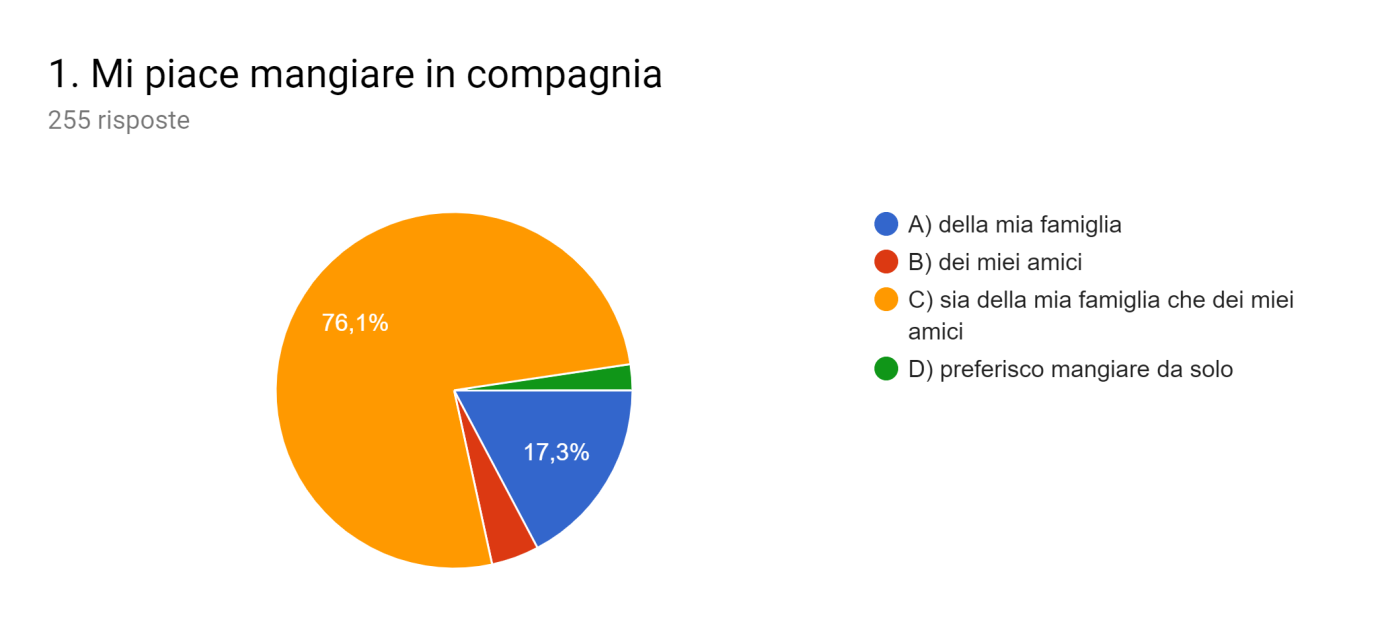 1. Mi piace mangiare in compagnia
255 risposte
76,1%
17,3%
A) della mia famiglia
B) dei miei amici
C) sia della mia famiglia che dei miei
amici
D) preferisco mangiare da solo